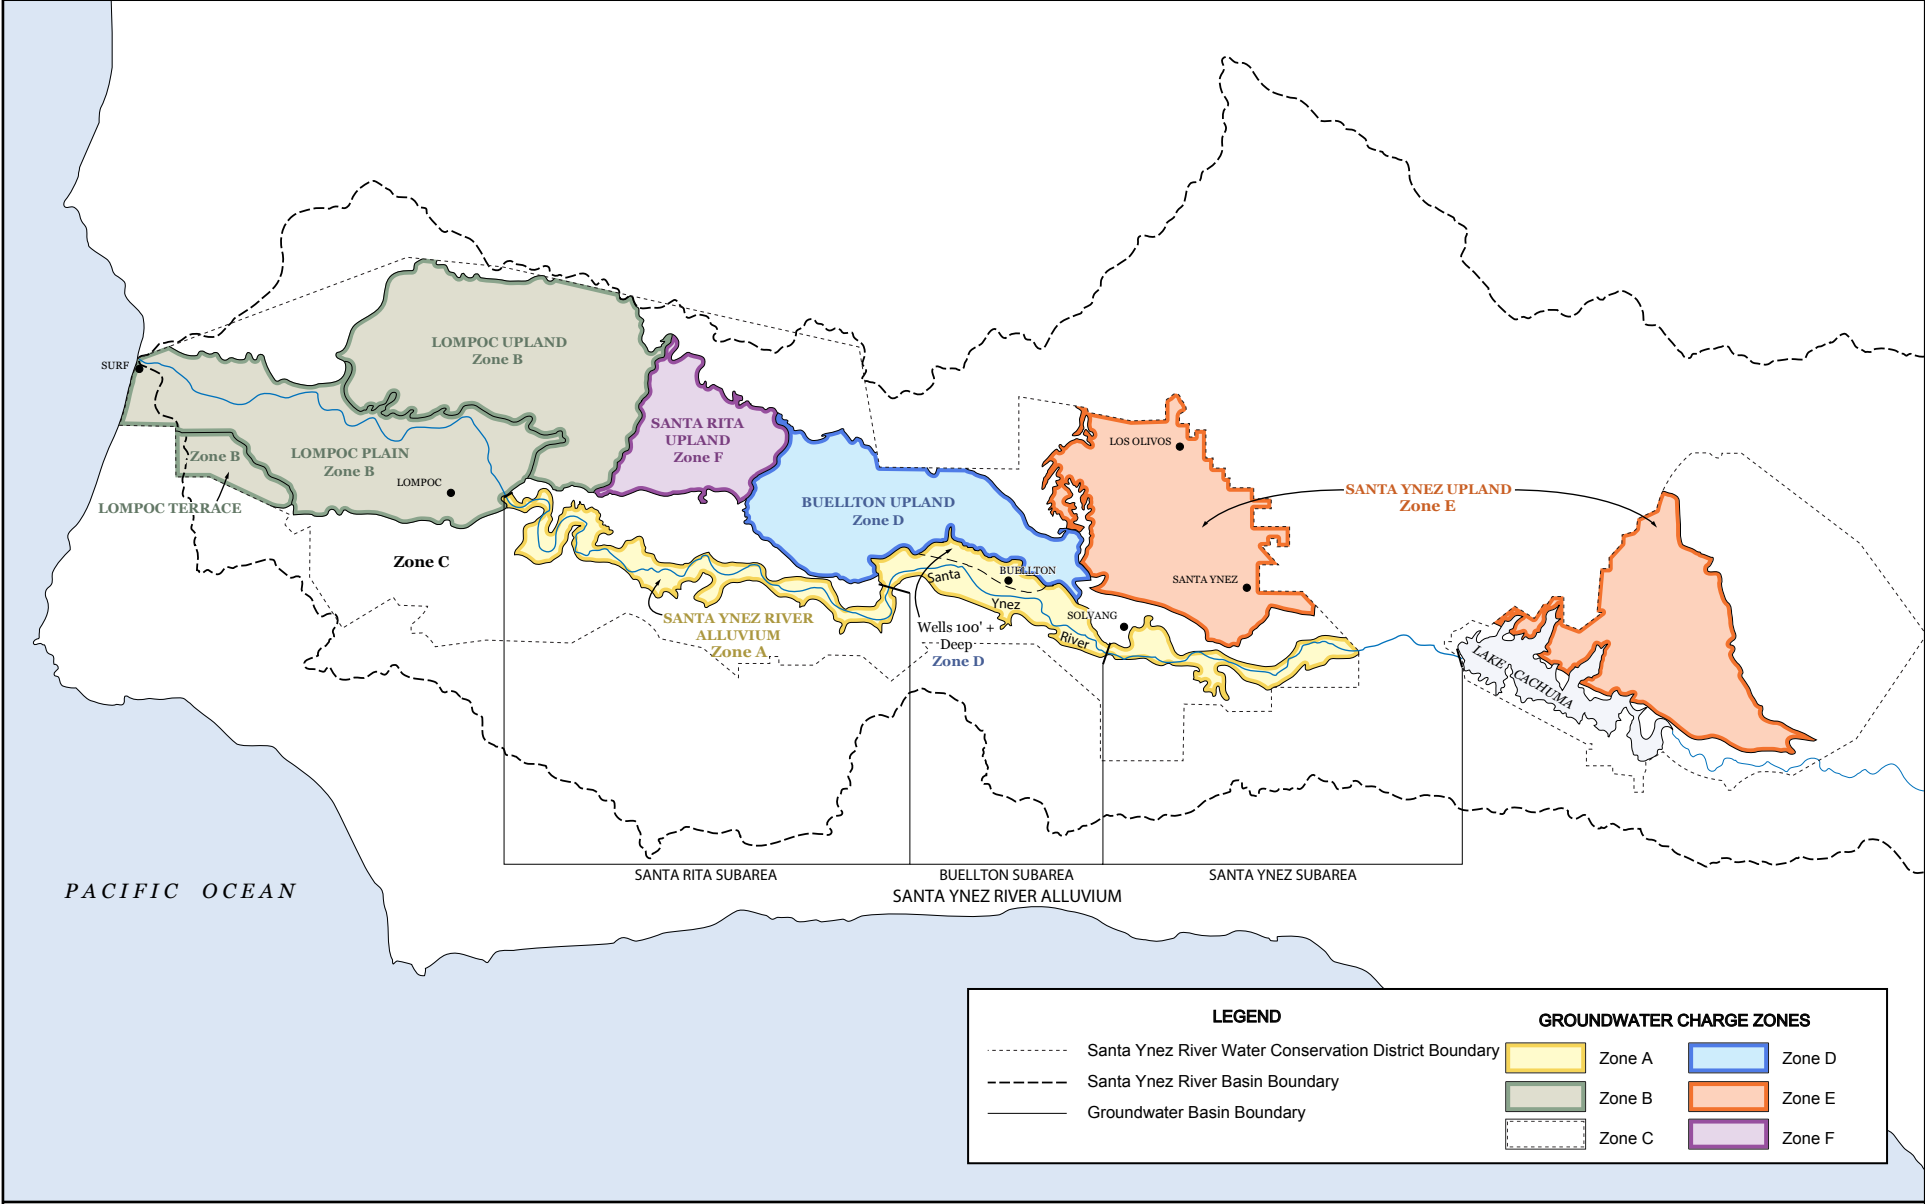 SURF
LOMPOC UPLAND
Zone B
SANTA RITA
UPLAND
Zone F
Zone B
LOMPOC PLAIN
Zone B
LOMPOC
LOMPOC TERRACE
Zone C
BUELLTON UPLAND
Zone D
LOS OLIVOS
SANTA YNEZ UPLAND
Zone E
SANTA YNEZ
BUELLTON
Santa
Ynez
River
SOLVANG
SANTA YNEZ RIVER
ALLUVIUM
Zone A
Wells 100' +
Deep
Zone D
LAKE CACHUMA
SANTA RITA SUBAREA
BUELLTON SUBAREA
SANTA YNEZ SUBAREA
SANTA YNEZ RIVER ALLUVIUM
PACIFIC OCEAN
LEGEND
Santa Ynez River Water Conservation District Boundary
Santa Ynez River Basin Boundary
Groundwater Basin Boundary
GROUNDWATER CHARGE ZONES
Zone A
Zone B
Zone C
Zone D
Zone E
Zone F